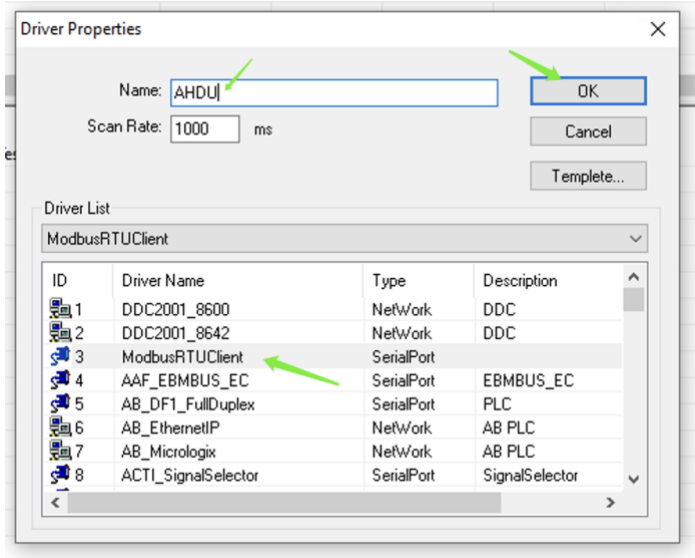 Driver Properties
Name: AHDU
OK
Scan Rate: 1000 ms
Cancel
Templete...
Driver List
ModbusRTUClient
ID Driver Name Type Description
1 DDC2001_8600 NetWork DDC
2 DDC2001_8642 NetWork DDC
3 ModbusRTUClient SerialPort
4 AAF_EBMBUS_EC SerialPort EBMBUS_EC
5 AB_DF1_FullDuplex SerialPort PLC
6 AB_EthernetIP NetWork AB PLC
7 AB_Micrologix NetWork AB PLC
8 ACTI_SignalSelector SerialPort SignalSelector